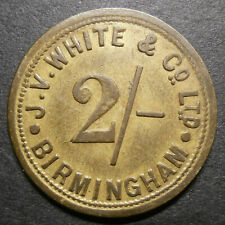 J.V. WHITE & Co LTD.
2/-
BIRMINGHAM